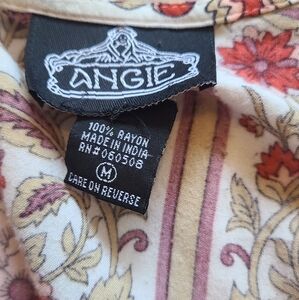 ANGIE
100% RAYON
MADE IN INDIA
RN#060508
M
CARE ON REVERSE